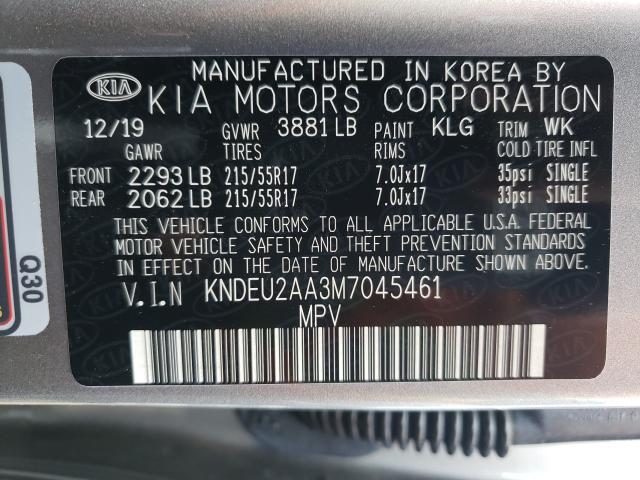 MANUFACTURED IN KOREA BY
KIA KIA MOTORS CORPORATION
12/19 GVWR 3881 LB PAINT KLG TRIM WK
GAWR TIRES RIMS COLD TIRE INFL
FRONT 2293 LB 215/55R17 7.0Jx17 35psi SINGLE
REAR 2062 LB 215/55R17 7.0Jx17 33psi SINGLE
THIS VEHICLE CONFORMS TO ALL APPLICABLE U.S.A. FEDERAL
MOTOR VEHICLE SAFETY AND THEFT PREVENTION STANDARDS
IN EFFECT ON THE DATE OF MANUFACTURE SHOWN ABOVE.
V.I.N KNDEU2AA3M7045461
MPV
Q30